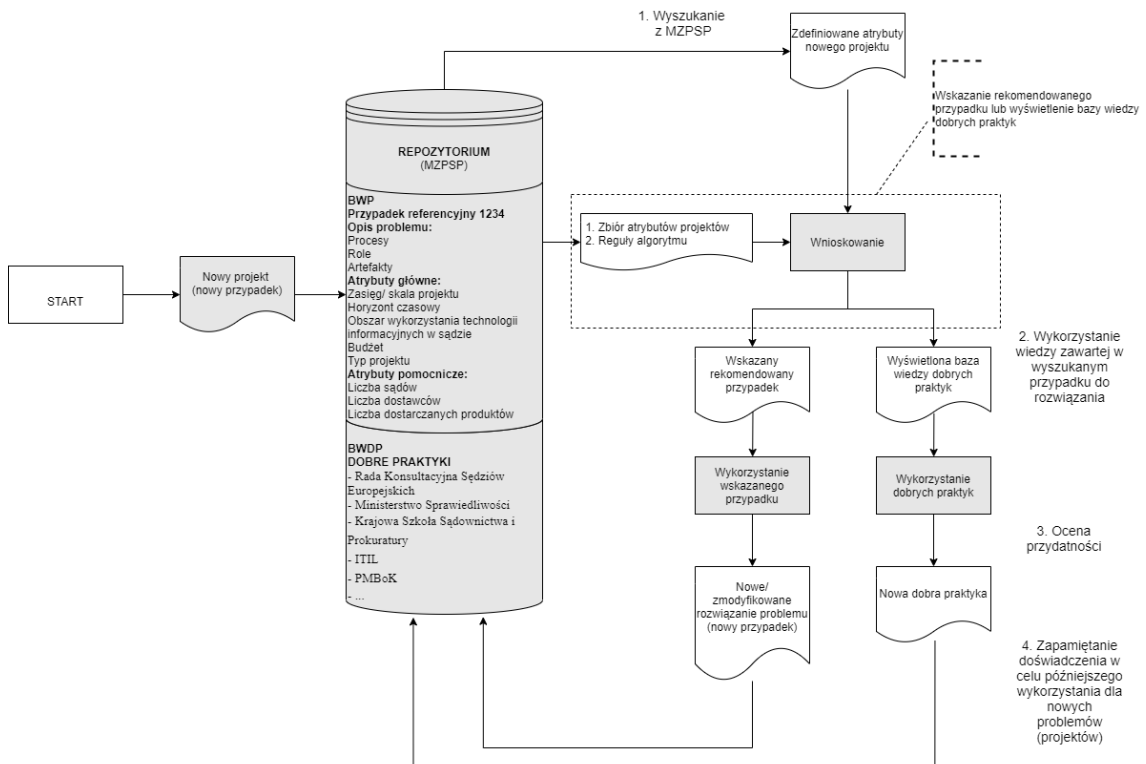 1. Wyszukanie
z MZPSP
Zdefiniowane atrybuty
nowego projektu
Wskazanie rekomendowanego
przypadku lub wyświetlenie bazy wiedzy
dobrych praktyk
REPOZYTORIUM
(MZPSP)
BWP
Przypadek referencyjny 1234
Opis problemu:
Procesy
Role
Artefakty
Atrybuty główne:
Zasięg/ skala projektu
Horyzont czasowy
Obszar wykorzystania technologii
informacyjnych w sądzie
Budżet
Typ projektu
Atrybuty pomocnicze:
Liczba sądów
Liczba dostawców
Liczba dostarczanych produktów
BWDP
DOBRE PRAKTYKI
- Rada Konsultacyjna Sędziów
Europejskich
- Ministerstwo Sprawiedliwości
- Krajowa Szkoła Sądownictwa i
Prokuratury
- ITIL
- PMBoK
- ...
START
Nowy projekt
(nowy przypadek)
1. Zbiór atrybutów projektów
2. Reguły algorytmu
Wnioskowanie
Wskazany
rekomendowany
przypadek
Wyświetlona baza
wiedzy dobrych
praktyk
2. Wykorzystanie
wiedzy zawartej w
wyszukanym
przypadku do
rozwiązania
Wykorzystanie
wskazanego
przypadku
Wykorzystanie
dobrych praktyk
3. Ocena
przydatności
Nowe/
zmodyfikowane
rozwiązanie problemu
(nowy przypadek)
Nowa dobra praktyka
4. Zapamiętanie
doświadczenia w
celu późniejszego
wykorzystania dla
nowych
problemów
(projektów)